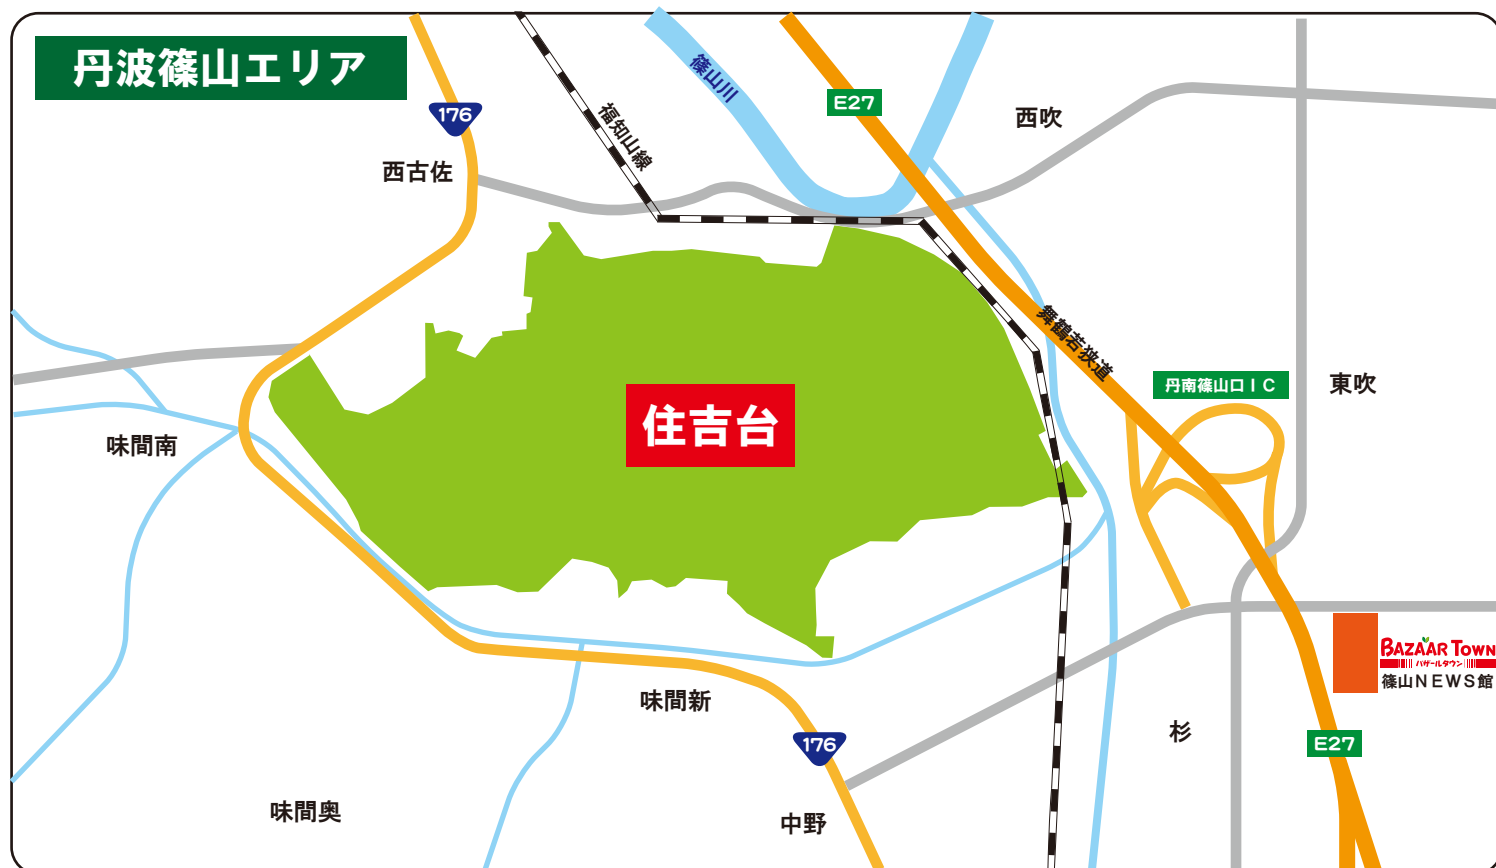 丹波篠山エリア
176
篠山川
E27
西吹
福知山線
西古佐
舞鶴若狭道
丹南篠山口IC
東吹
住吉台
味間南
BAZAAR TOWN
バザールタウン
篠山NEWS館
味間新
杉
176
E27
味間奥
中野